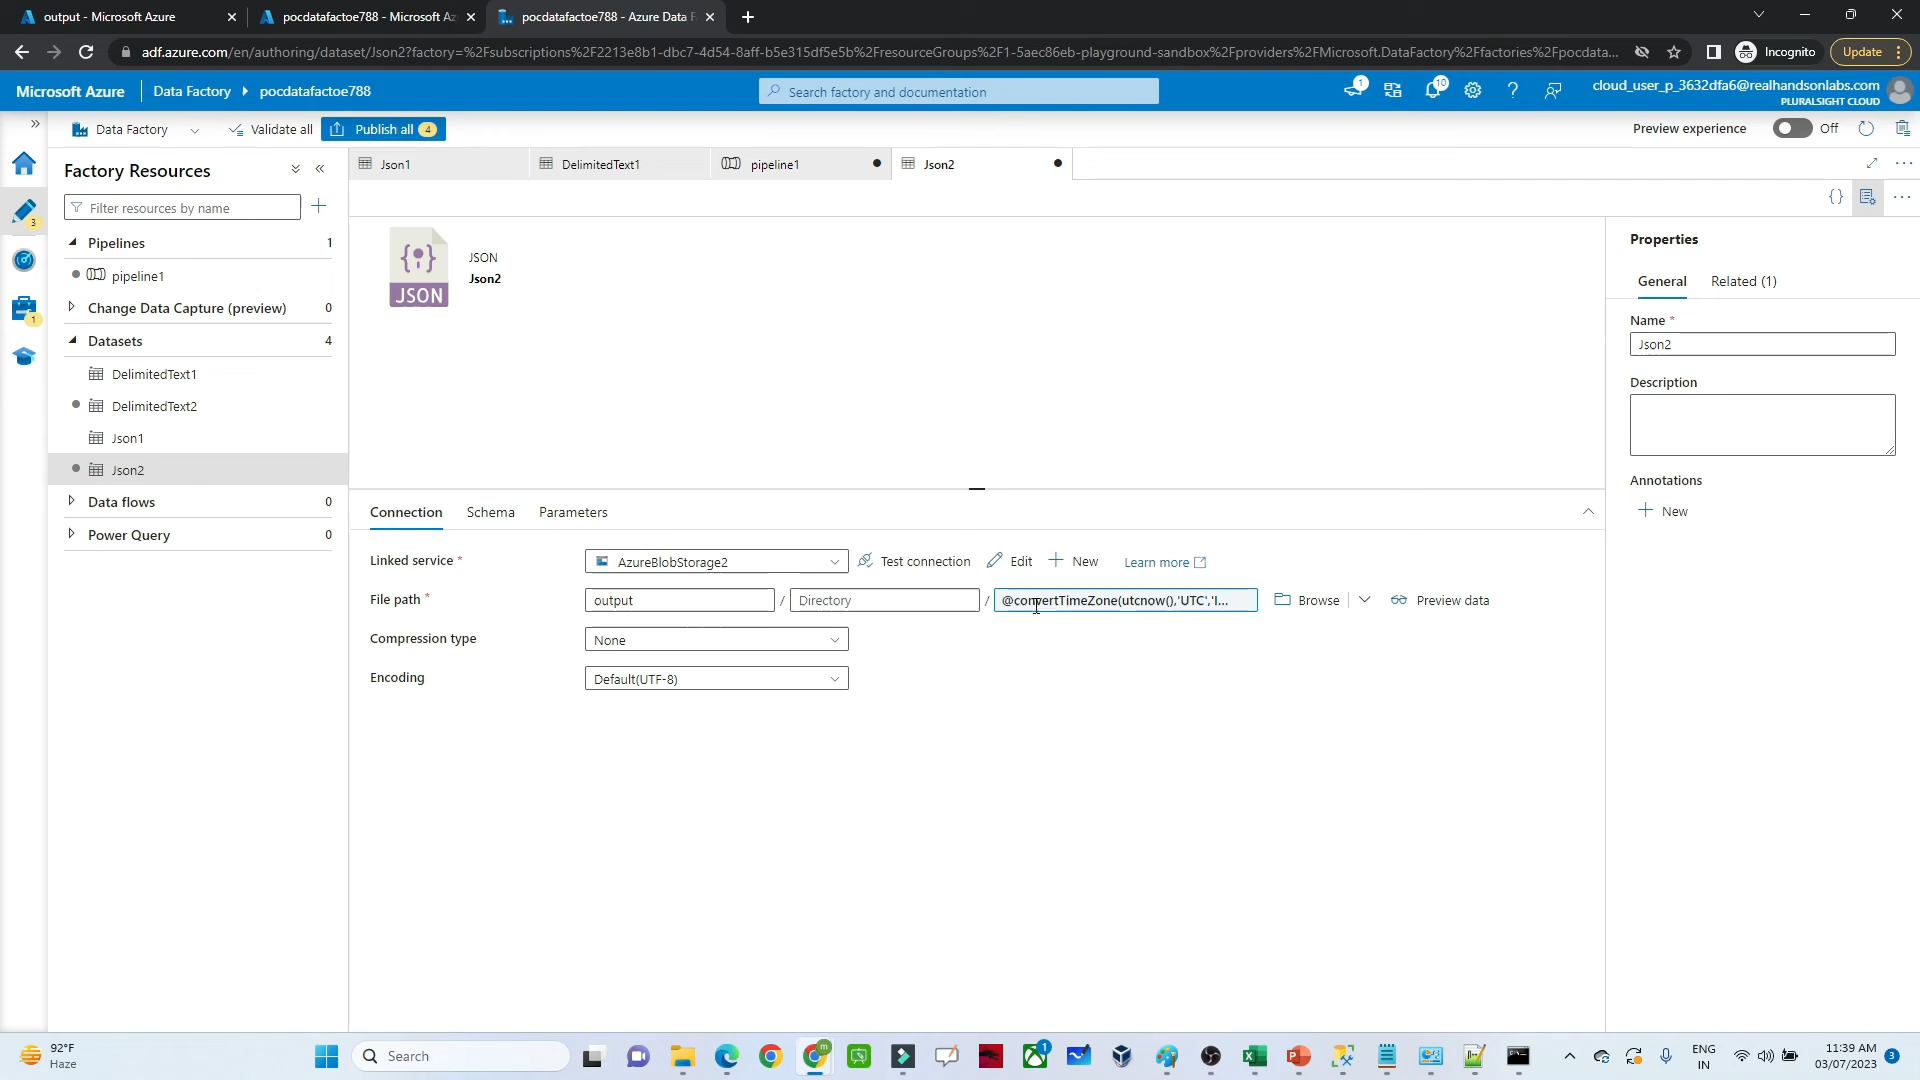 output - Microsoft Azure
pocdatafactoe788 - Microsoft Az
pocdatafactoe788 - Azure Data F
adf.azure.com/en/authoring/dataset/Json2?factory=%2Fsubscriptions%2F2213e8b1-dbc7-4d54-8aff-b5e315df5e5b%2FresourceGroups%2F1-5aec86eb-playground-sandbox%2Fproviders%2FMicrosoft.DataFactory%2Ffactories%2Fpocdata...
Incognito
Update
Microsoft Azure
Data Factory
pocdatafactoe788
Search factory and documentation
1
10
cloud_user_p_3632dfa6@realhandsonlabs.com
PLURALSIGHT CLOUD
Data Factory
Validate all
Publish all 4
Preview experience
Off
Factory Resources
Filter resources by name
3
1
Pipelines 1
pipeline1
Change Data Capture (preview) 0
Datasets 4
DelimitedText1
DelimitedText2
Json1
Json2
Data flows 0
Power Query 0
Json1
DelimitedText1
pipeline1
Json2
JSON
JSON
Json2
Connection
Schema
Parameters
Linked service *
AzureBlobStorage2
Test connection
Edit
New
Learn more
File path *
output
/
Directory
/
@convertTimeZone(utcnow(),'UTC','I...
Browse
Preview data
Compression type
None
Encoding
Default(UTF-8)
Properties
General
Related (1)
Name *
Json2
Description
Annotations
New
92°F
Haze
Search
1
ENG
IN
11:39 AM
03/07/2023
3